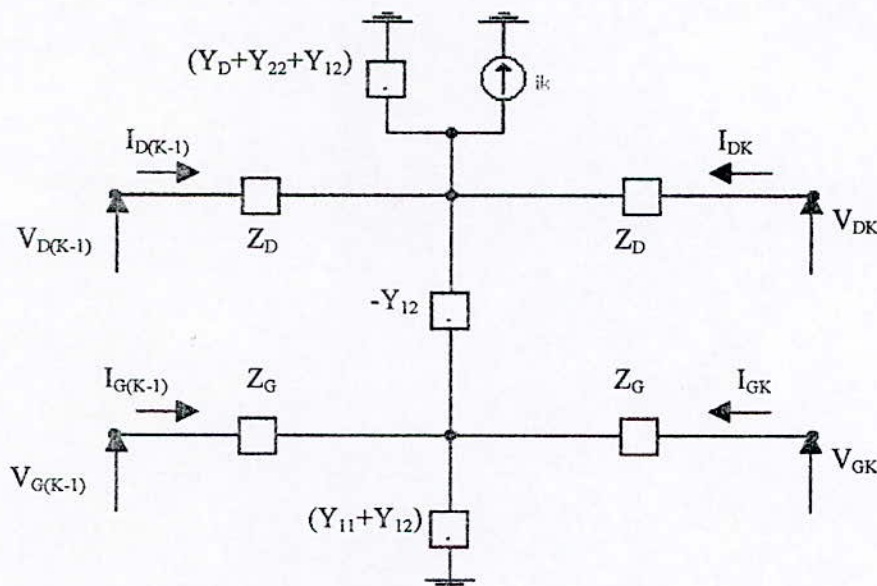 (Y_D+Y_22+Y_12)
ik
I_D(K-1)
I_DK
V_D(K-1)
Z_D
Z_D
V_DK
-Y_12
I_G(K-1)
Z_G
Z_G
I_GK
V_G(K-1)
V_GK
(Y_11+Y_12)